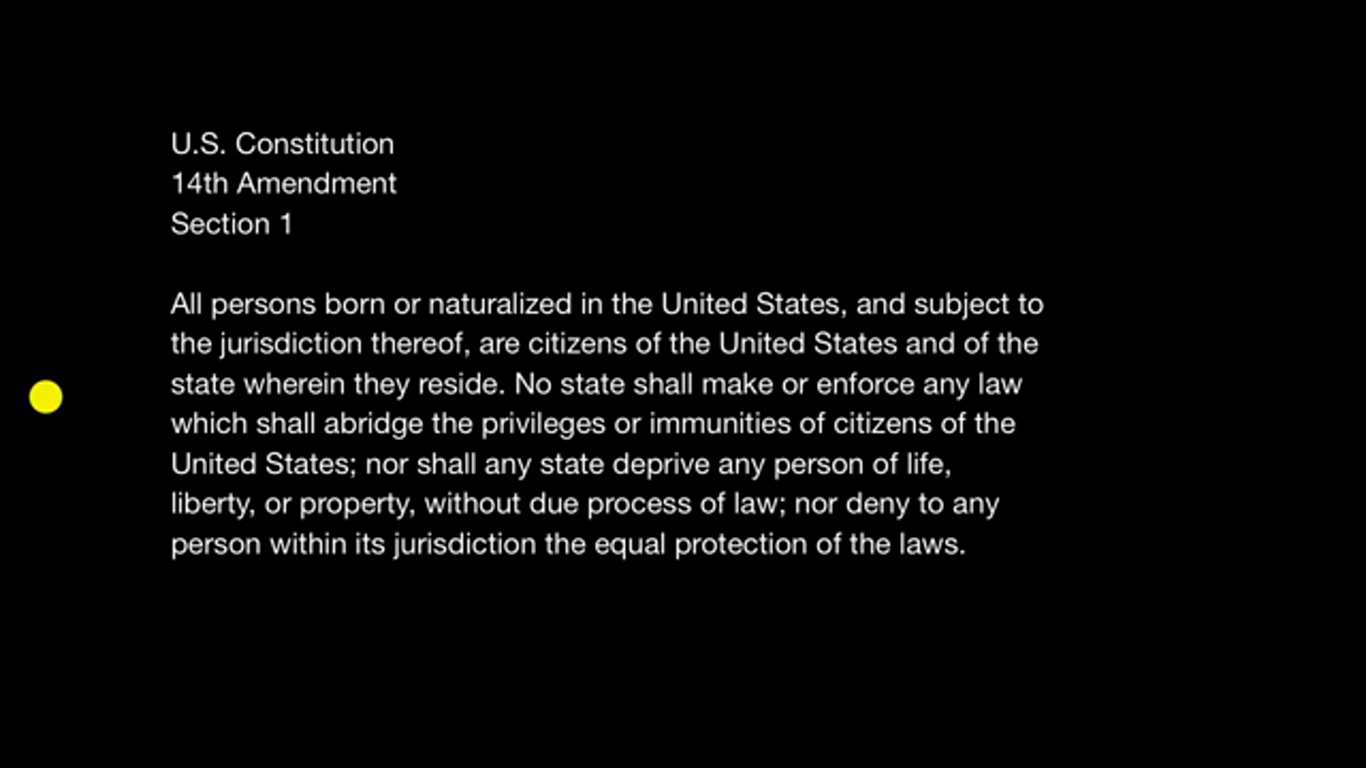 U.S. Constitution
14th Amendment
Section 1
All persons born or naturalized in the United States, and subject to
the jurisdiction thereof, are citizens of the United States and of the
state wherein they reside. No state shall make or enforce any law
which shall abridge the privileges or immunities of citizens of the
United States; nor shall any state deprive any person of life,
liberty, or property, without due process of law; nor deny to any
person within its jurisdiction the equal protection of the laws.